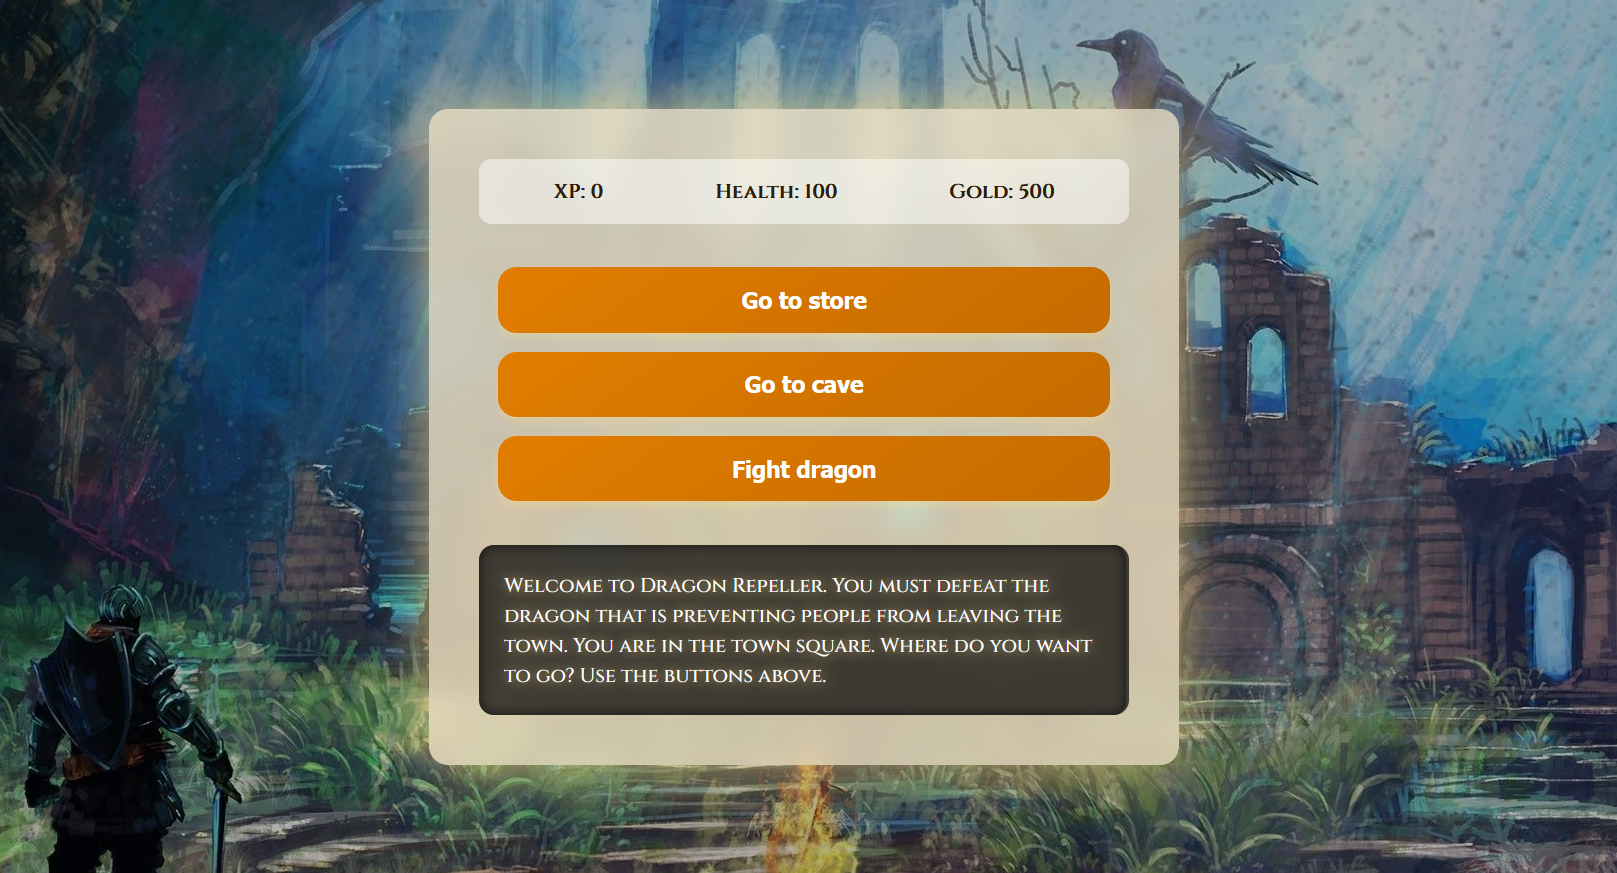 XP: 0 Health: 100 Gold: 500
Go to store
Go to cave
Fight dragon
Welcome to Dragon Repeller. You must defeat the
dragon that is preventing people from leaving the
town. You are in the town square. Where do you want
to go? Use the buttons above.